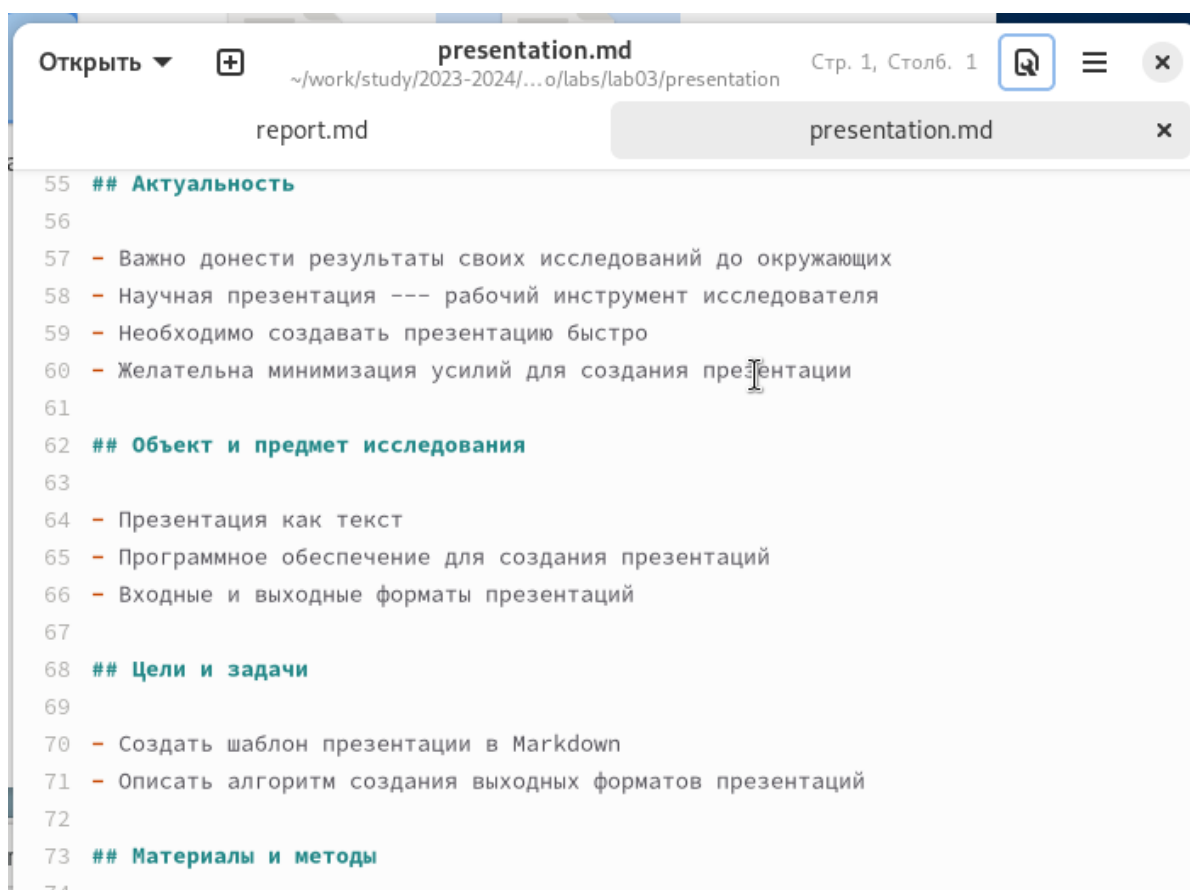 Открыть
presentation.md
~/work/study/2023-2024/…o/labs/lab03/presentation
Стр. 1, Столб. 1
report.md
presentation.md
55 ## Актуальность
56
57 - Важно донести результаты своих исследований до окружающих
58 - Научная презентация --- рабочий инструмент исследователя
59 - Необходимо создавать презентацию быстро
60 - Желательна минимизация усилий для создания презентации
61
62 ## Объект и предмет исследования
63
64 - Презентация как текст
65 - Программное обеспечение для создания презентаций
66 - Входные и выходные форматы презентаций
67
68 ## Цели и задачи
69
70 - Создать шаблон презентации в Markdown
71 - Описать алгоритм создания выходных форматов презентаций
72
73 ## Материалы и методы